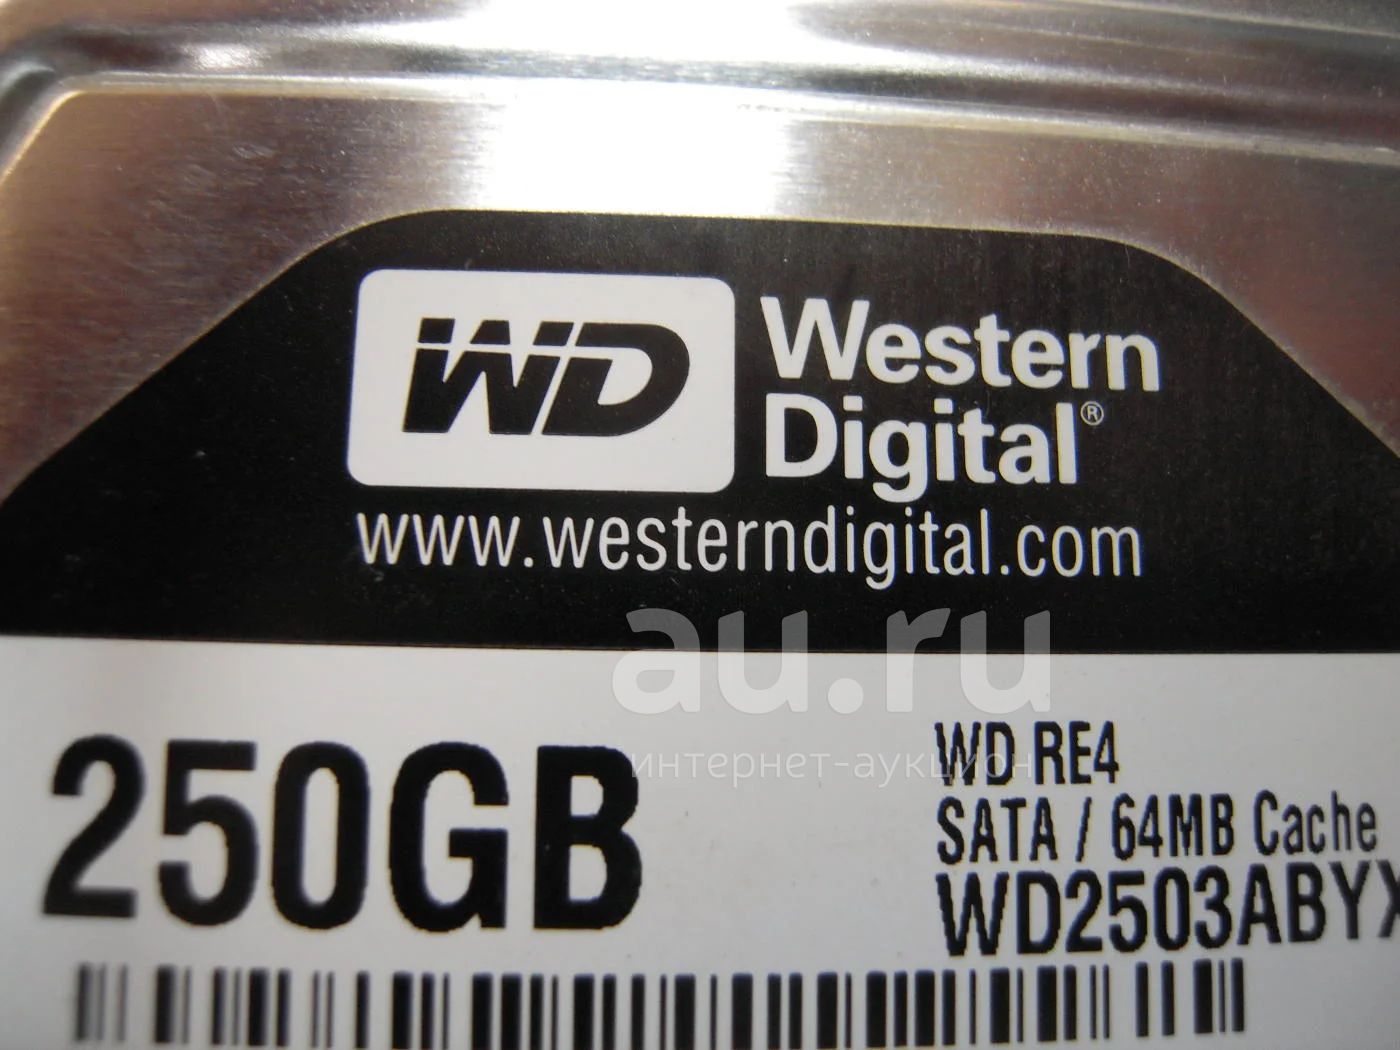 WD Western
Digital®
www.westerndigital.com
au.ru
интернет-аукцион
250GB
WD RE4
SATA / 64MB Cache
WD2503ABYX